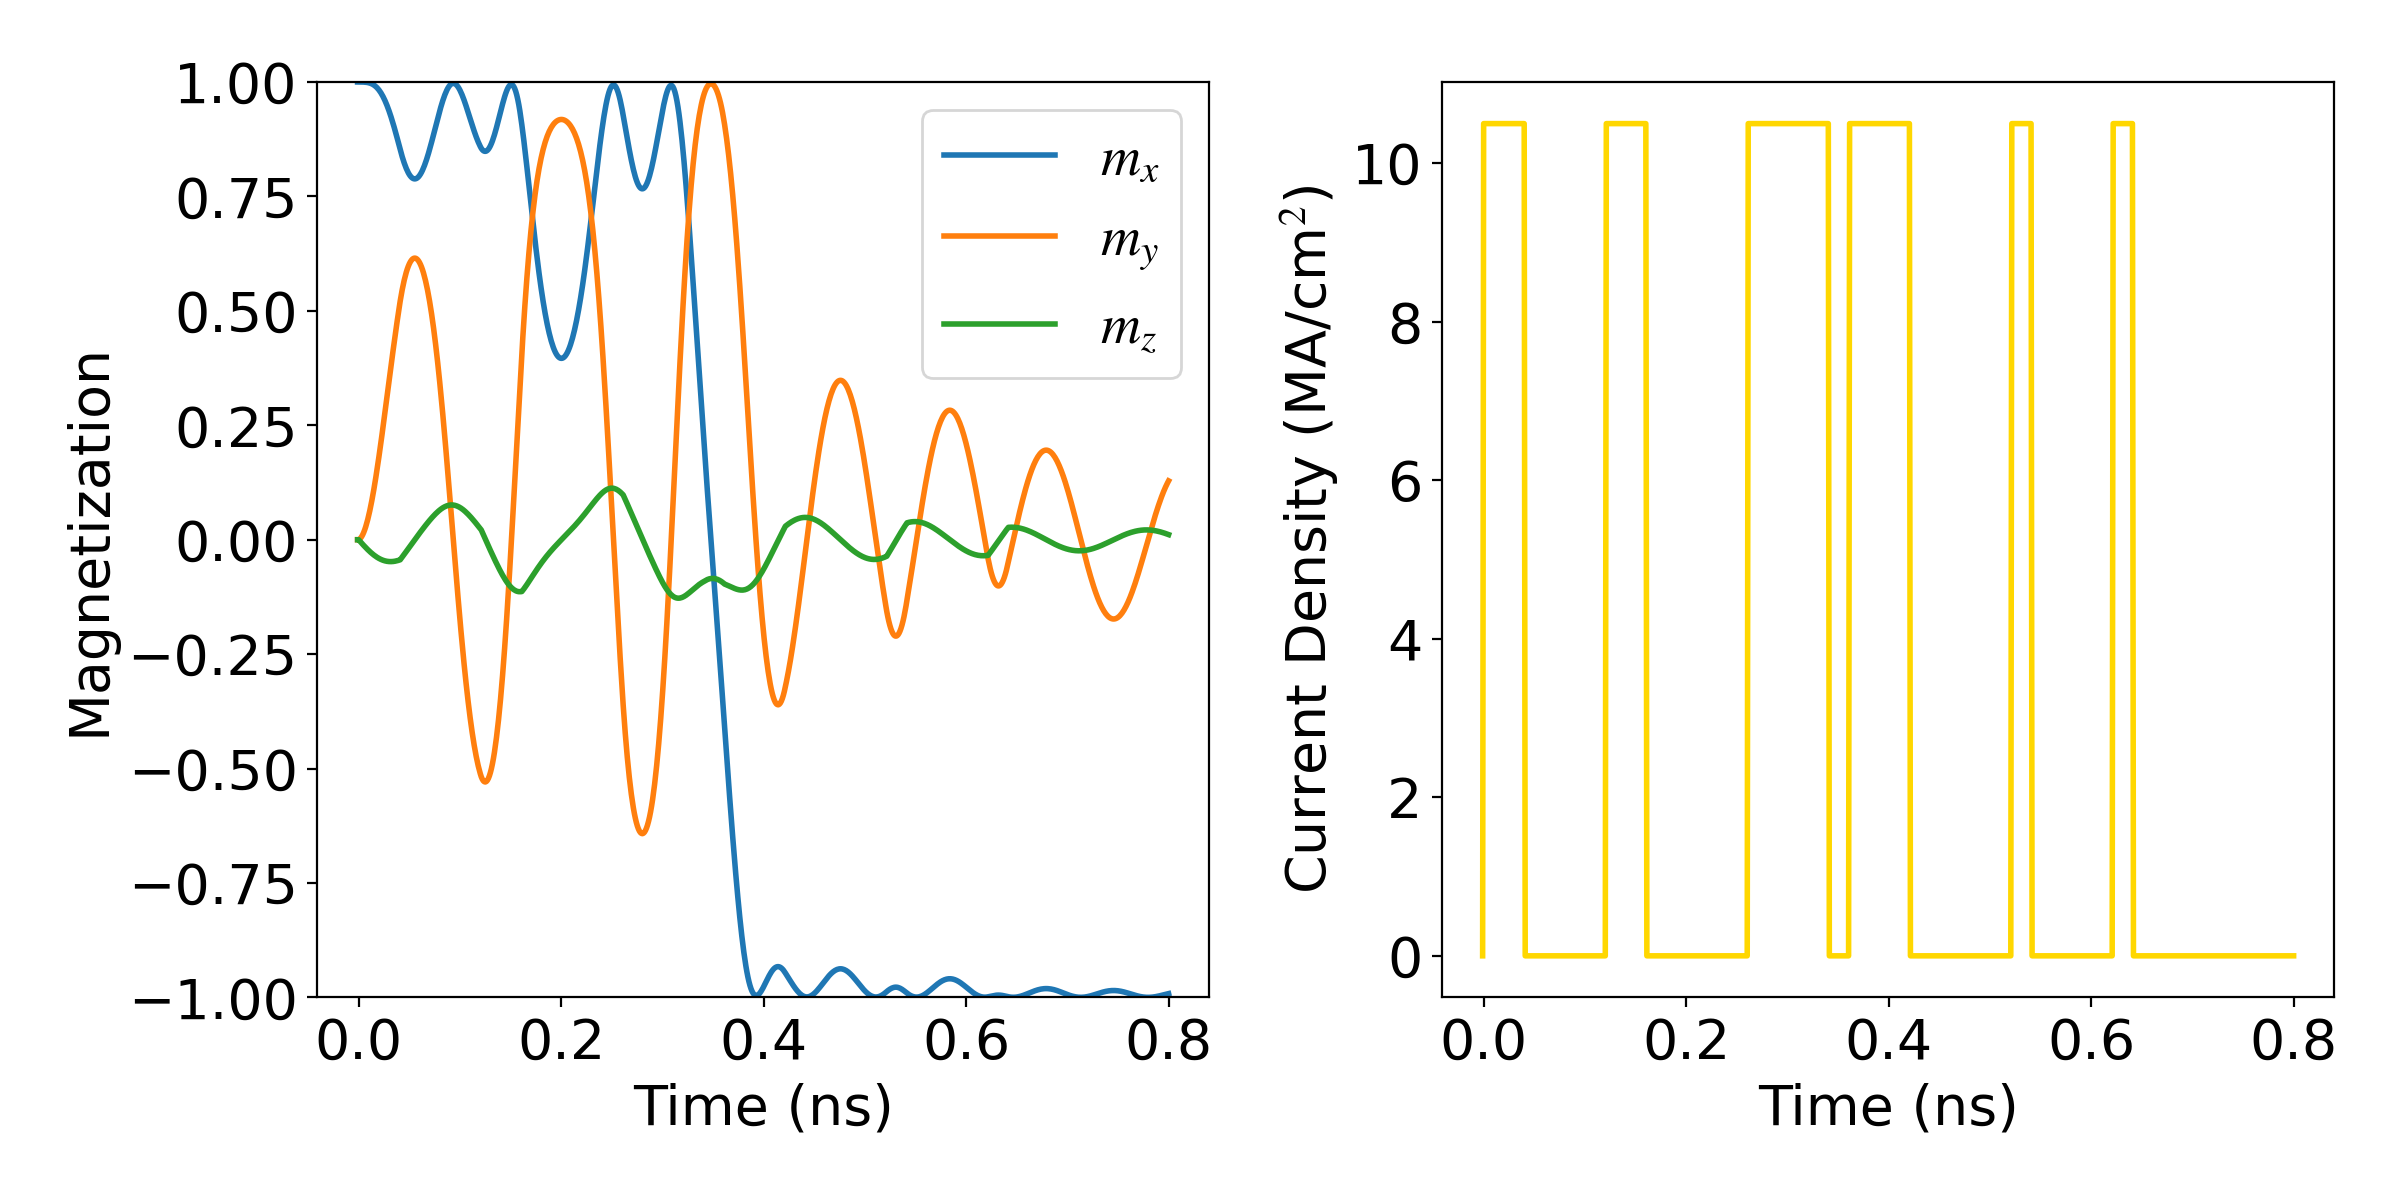 1.00
0.75
0.50
0.25
0.00
−0.25
−0.50
−0.75
−1.00
Magnetization
0.0 0.2 0.4 0.6 0.8
Time (ns)
m_x
m_y
m_z
10
8
6
4
2
0
Current Density (MA/cm²)
0.0 0.2 0.4 0.6 0.8
Time (ns)